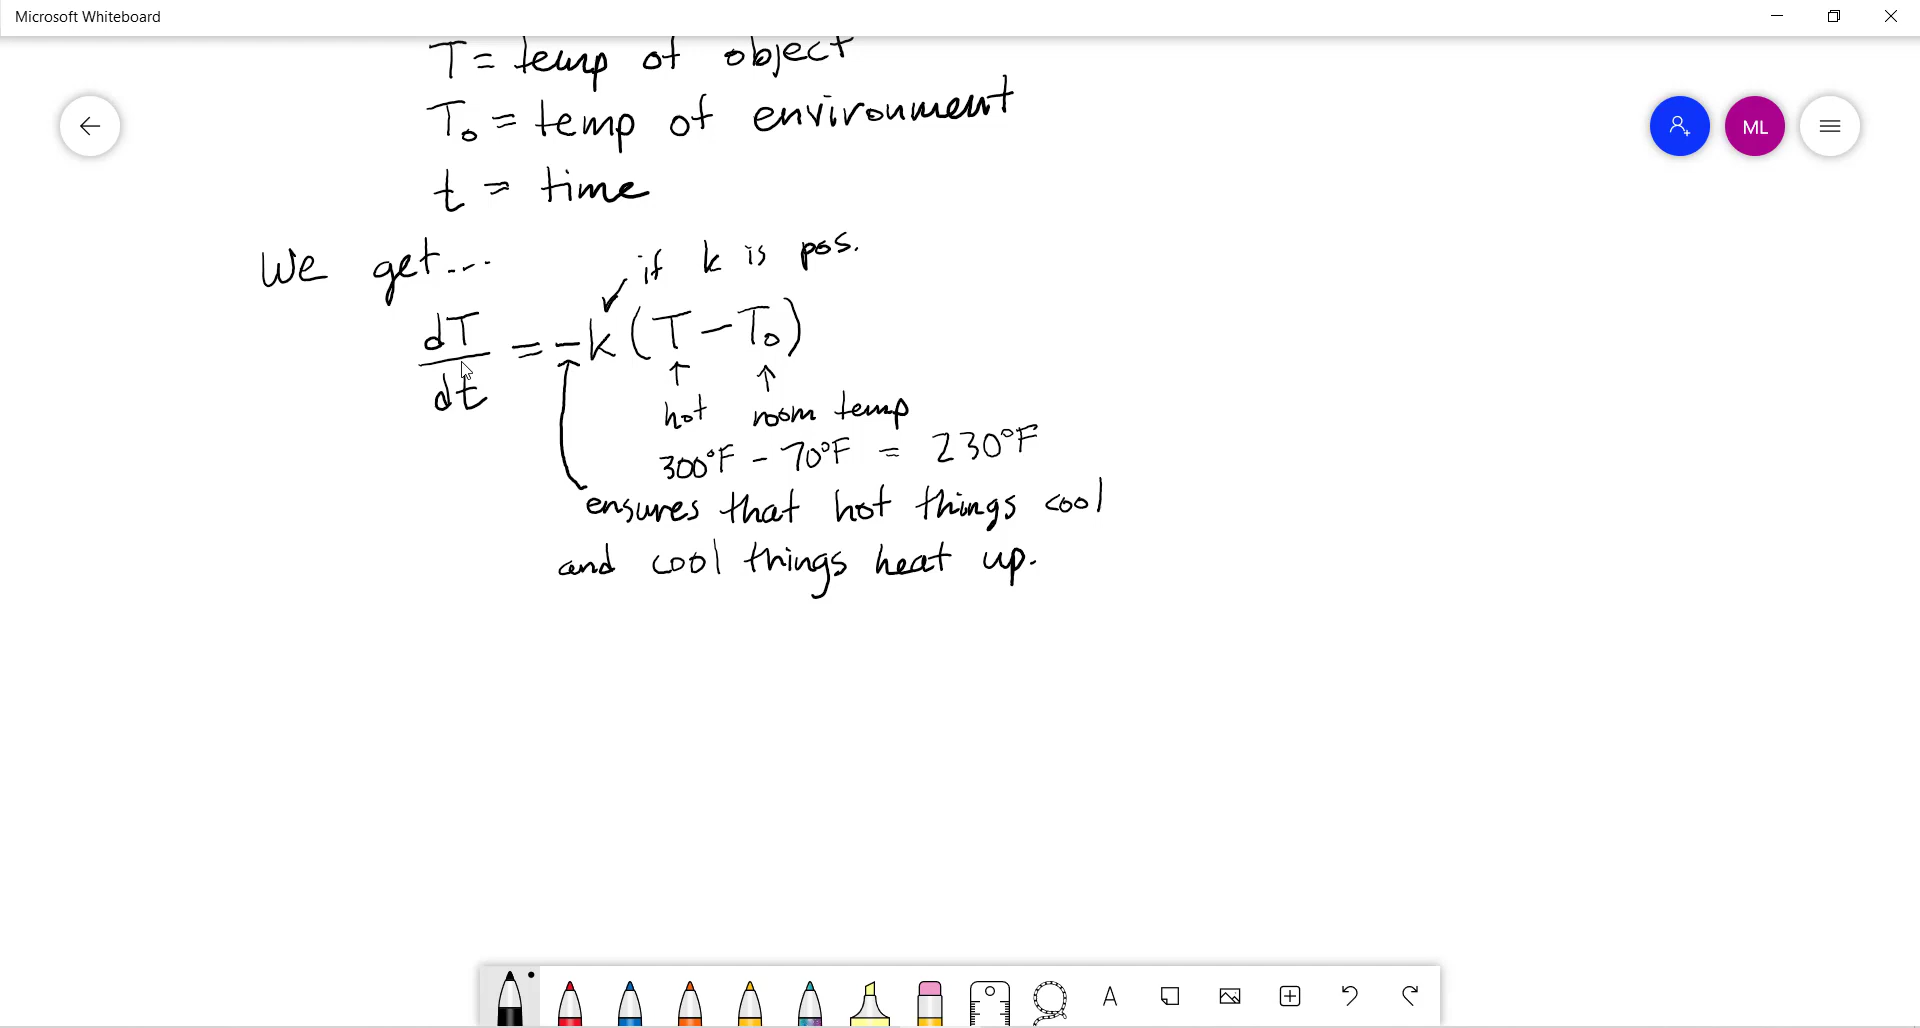 Microsoft Whiteboard
T = temp of object
T₀ = temp of environment
ML
t = time
We get...
if k is pos.
dT/dt = -k(T - T₀)
↑ ↑
hot room temp
300°F - 70°F = 230°F
ensures that hot things cool
and cool things heat up.
A